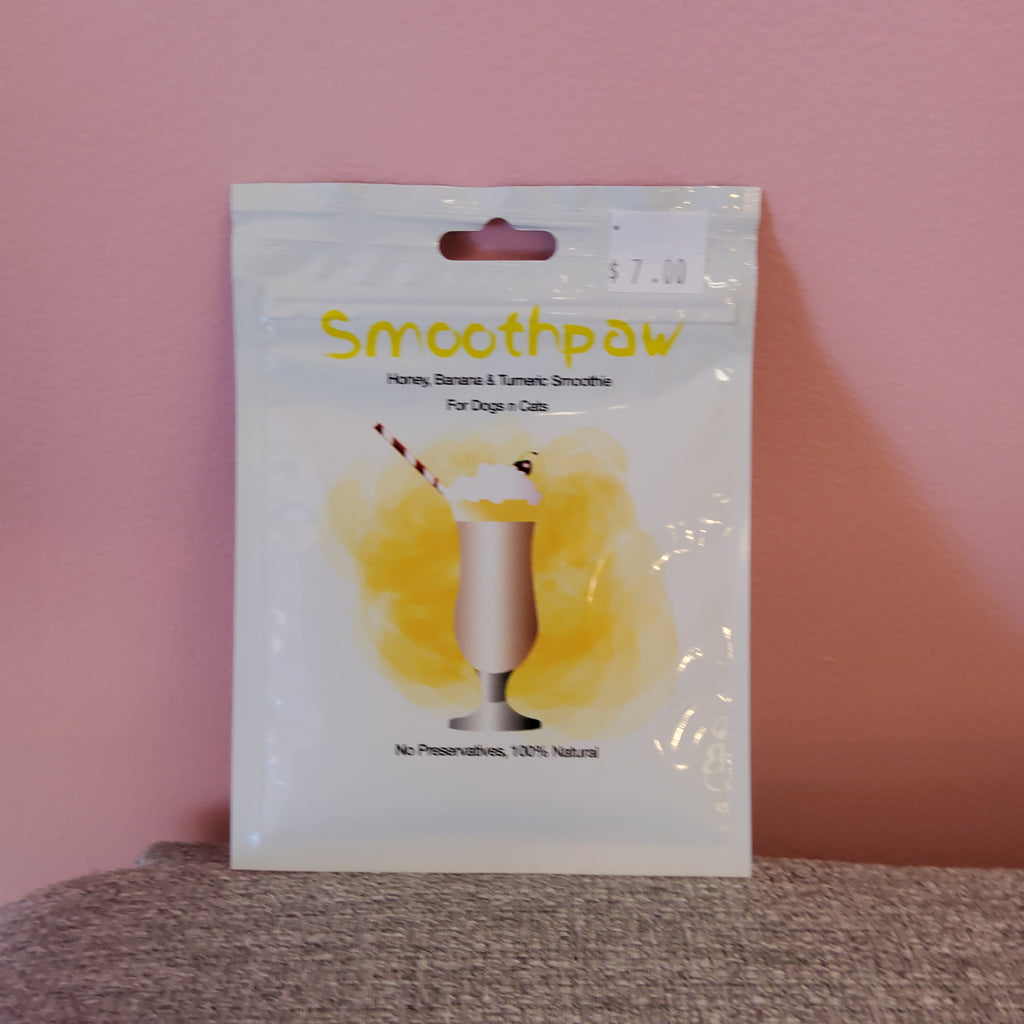 $ 7.00
Smoothpaw
Honey, Banana & Tumeric Smoothie
For Dogs n Cats
No Preservatives, 100% Natural